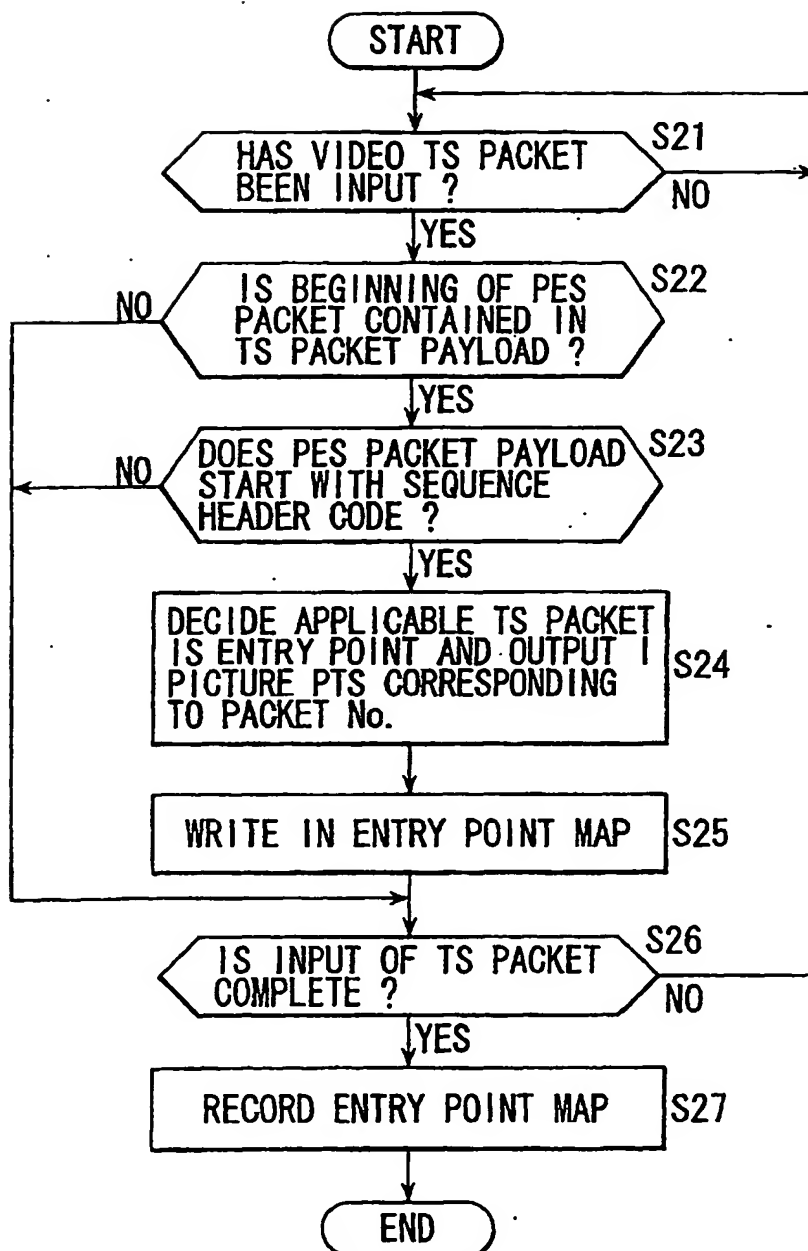 START
HAS VIDEO TS PACKET
BEEN INPUT ?
S21
NO
YES
IS BEGINNING OF PES
PACKET CONTAINED IN
TS PACKET PAYLOAD ?
S22
NO
YES
DOES PES PACKET PAYLOAD
START WITH SEQUENCE
HEADER CODE ?
S23
NO
YES
DECIDE APPLICABLE TS PACKET
IS ENTRY POINT AND OUTPUT I
PICTURE PTS CORRESPONDING
TO PACKET No.
S24
WRITE IN ENTRY POINT MAP
S25
IS INPUT OF TS PACKET
COMPLETE ?
S26
NO
YES
RECORD ENTRY POINT MAP
S27
END